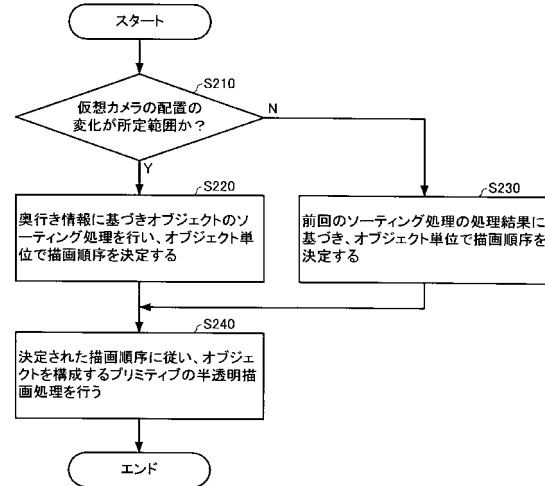 スタート
S210
仮想カメラの配置の
変化が所定範囲か？
N
Y
S220
奥行き情報に基づきオブジェクトのソ
ーティング処理を行い、オブジェクト単
位で描画順序を決定する
S230
前回のソーティング処理の処理結果に
基づき、オブジェクト単位で描画順序を
決定する
S240
決定された描画順序に従い、オブジェ
クトを構成するプリミティブの半透明描
画処理を行う
エンド